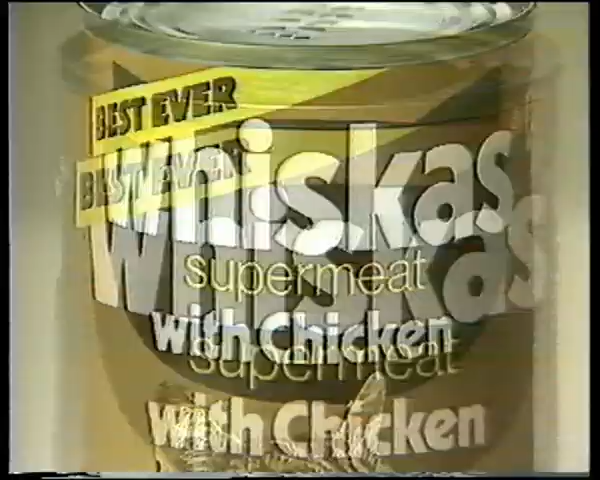 BEST EVER
BEST EVER
Whiskas
Whiskas
supermeat
with Chicken
supermeat
with Chicken